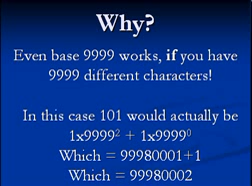 Why?
Even base 9999 works, if you have
9999 different characters!
In this case 101 would actually be
1x9999² + 1x9999⁰
Which = 99980001+1
Which = 99980002